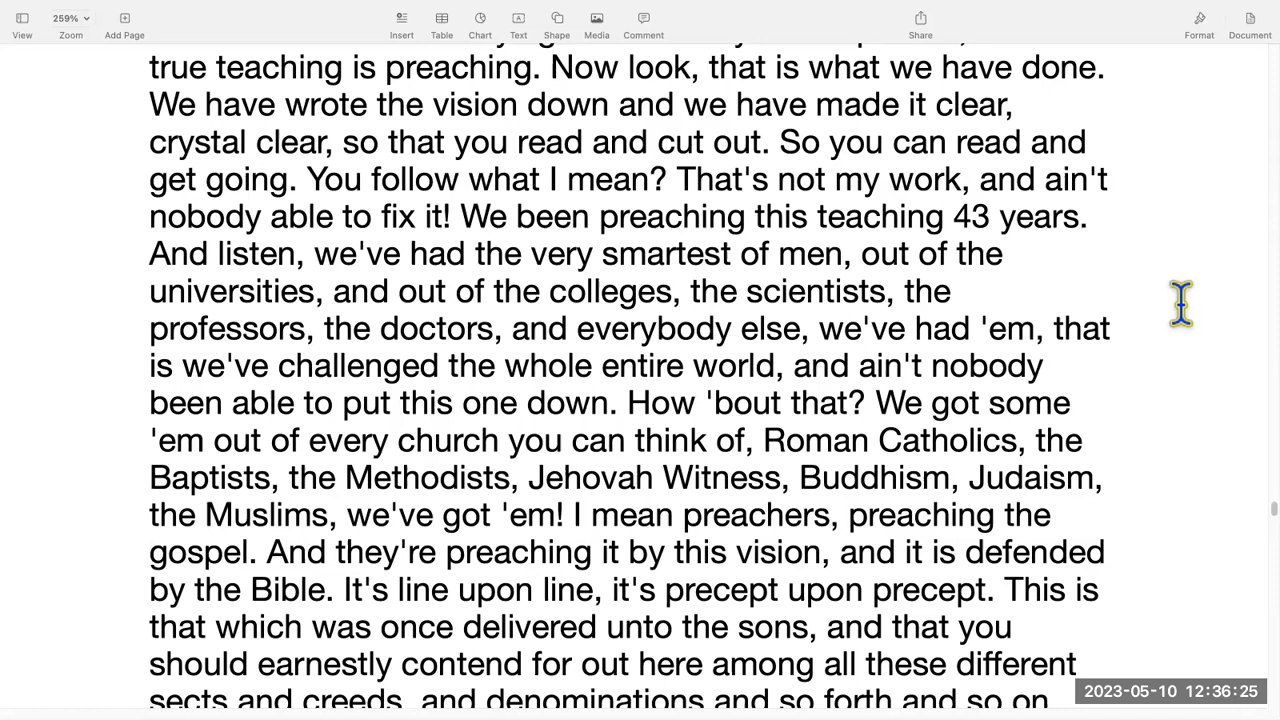 259%
View
Zoom
Add Page
Insert
Table
Chart
Text
Shape
Media
Comment
Share
Format
Document
true teaching is preaching. Now look, that is what we have done.
We have wrote the vision down and we have made it clear,
crystal clear, so that you read and cut out. So you can read and
get going. You follow what I mean? That's not my work, and ain't
nobody able to fix it! We been preaching this teaching 43 years.
And listen, we've had the very smartest of men, out of the
universities, and out of the colleges, the scientists, the
professors, the doctors, and everybody else, we've had 'em, that
is we've challenged the whole entire world, and ain't nobody
been able to put this one down. How 'bout that? We got some
'em out of every church you can think of, Roman Catholics, the
Baptists, the Methodists, Jehovah Witness, Buddhism, Judaism,
the Muslims, we've got 'em! I mean preachers, preaching the
gospel. And they're preaching it by this vision, and it is defended
by the Bible. It's line upon line, it's precept upon precept. This is
that which was once delivered unto the sons, and that you
should earnestly contend for out here among all these different
sects and creeds, and denominations and so forth and so on
2023-05-10 12:36:25